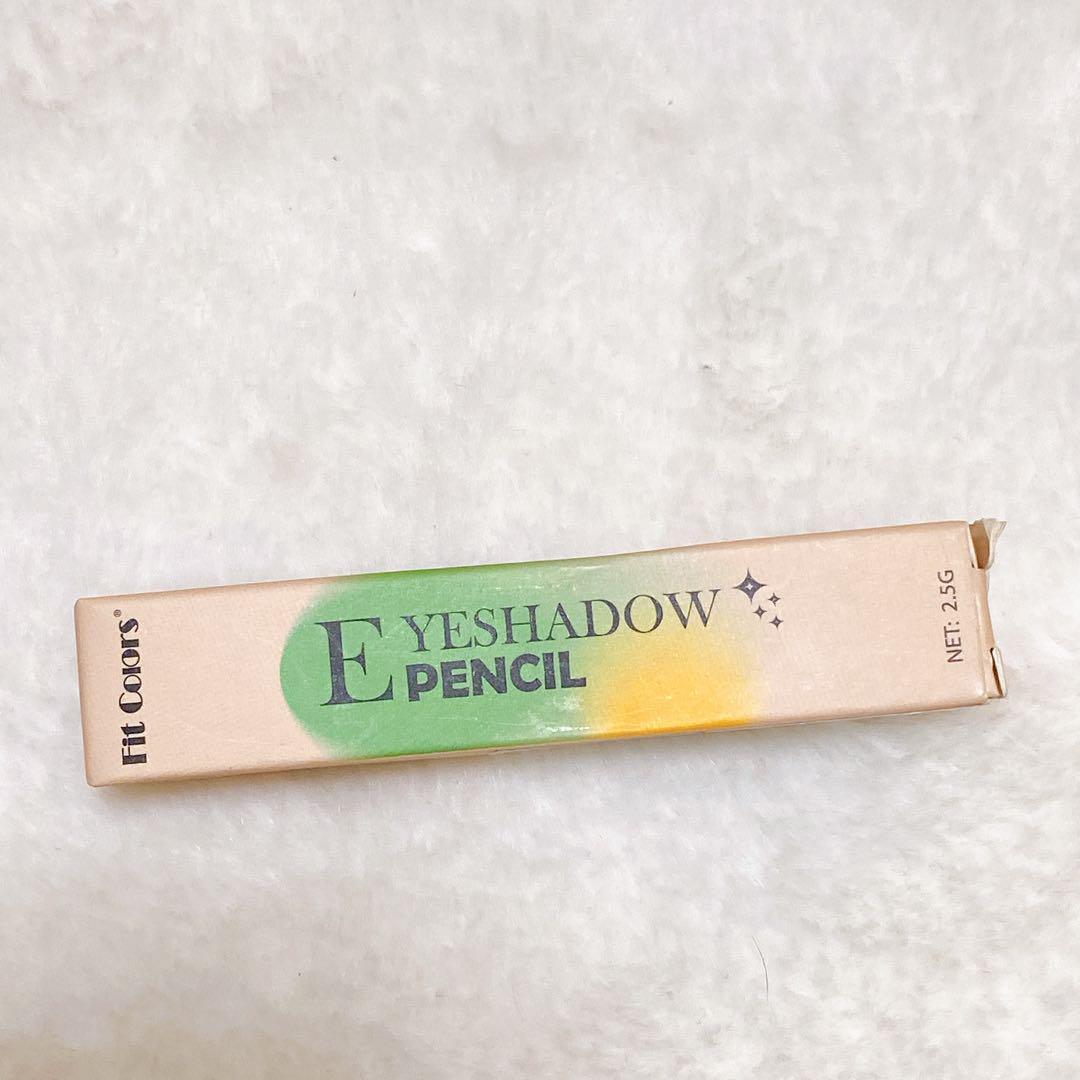 Fit Colors®
EYESHADOW
PENCIL
NET: 2.5G